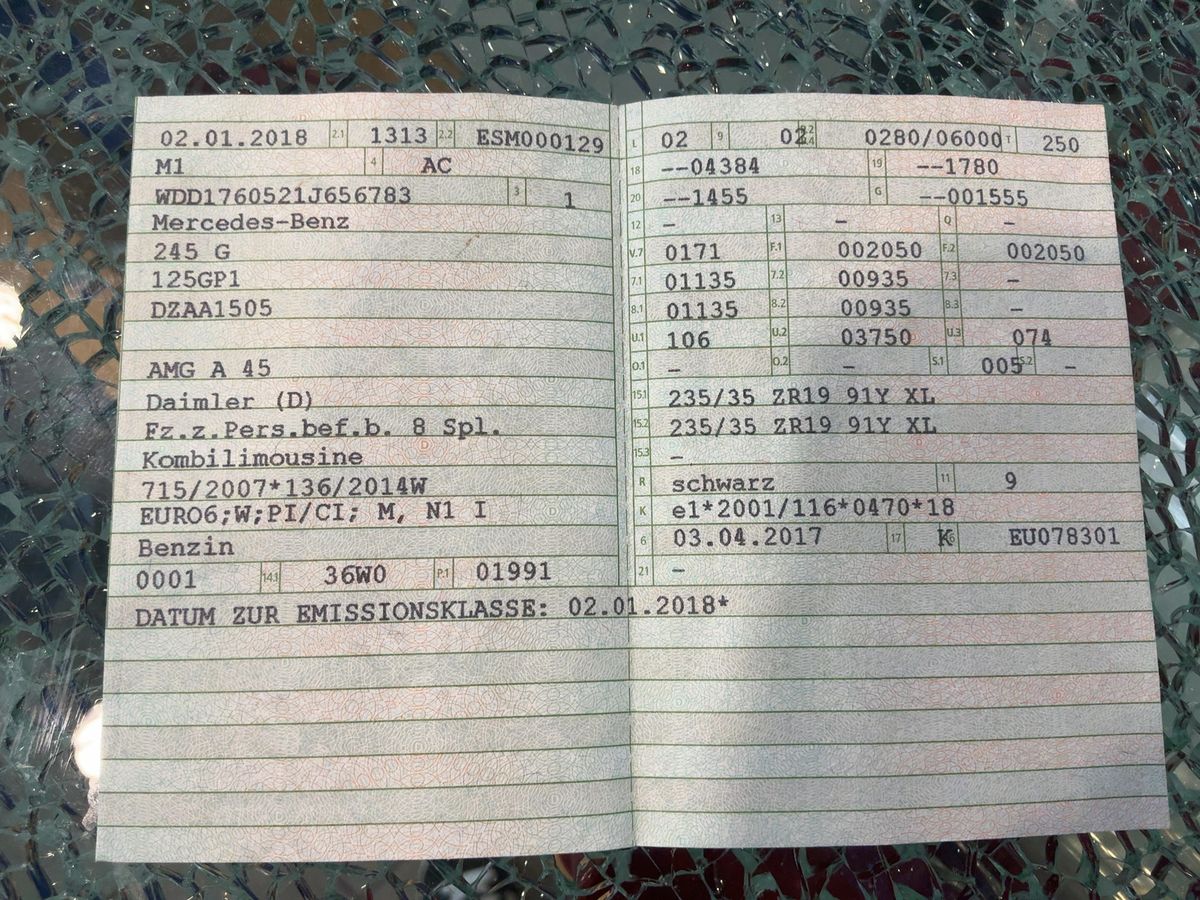 02.01.2018 2.1 1313 2.2 ESM000129
M1 4 AC
WDD1760521J656783 3 1
Mercedes-Benz
245 G
125GP1
DZAA1505
AMG A 45
Daimler (D)
Fz.z.Pers.bef.b. 8 Spl.
Kombilimousine
715/2007*136/2014W
EURO6;W;PI/CI; M, N1 I
Benzin
0001 14.1 36W0 P.1 01991
L 02 9 02 0280/06000 T 250
18 --04384 19 --1780
20 --1455 G --001555
12 – 13 – Q –
V.7 0171 F.1 002050 F.2 002050
7.1 01135 7.2 00935 7.3 –
8.1 01135 8.2 00935 8.3 –
U.1 106 U.2 03750 U.3 074
O.1 – O.2 – S.1 005 S.2 –
15.1 235/35 ZR19 91Y XL
15.2 235/35 ZR19 91Y XL
15.3 –
R schwarz 11 9
K e1*2001/116*0470*18
6 03.04.2017 17 K 16 EU078301
21 –
DATUM ZUR EMISSIONSKLASSE: 02.01.2018*